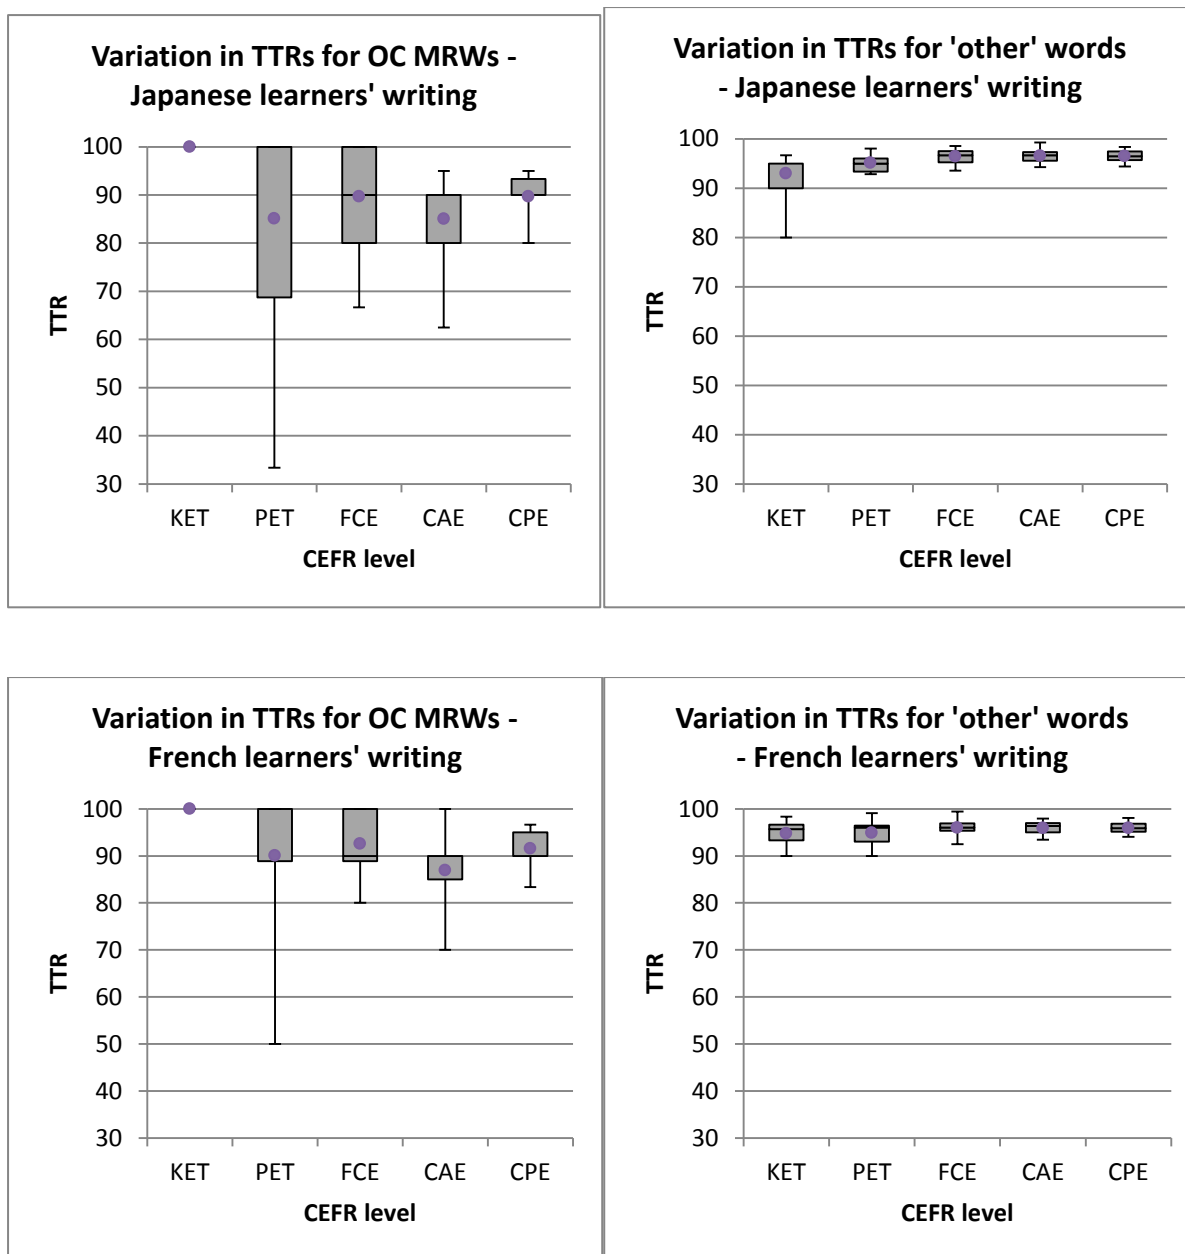 Variation in TTRs for OC MRWs -
Japanese learners' writing
100
90
80
70
60
50
40
30
TTR
KET PET FCE CAE CPE
CEFR level
Variation in TTRs for 'other' words
- Japanese learners' writing
100
90
80
70
60
50
40
30
TTR
KET PET FCE CAE CPE
CEFR level
Variation in TTRs for OC MRWs -
French learners' writing
100
90
80
70
60
50
40
30
TTR
KET PET FCE CAE CPE
CEFR level
Variation in TTRs for 'other' words
- French learners' writing
100
90
80
70
60
50
40
30
TTR
KET PET FCE CAE CPE
CEFR level